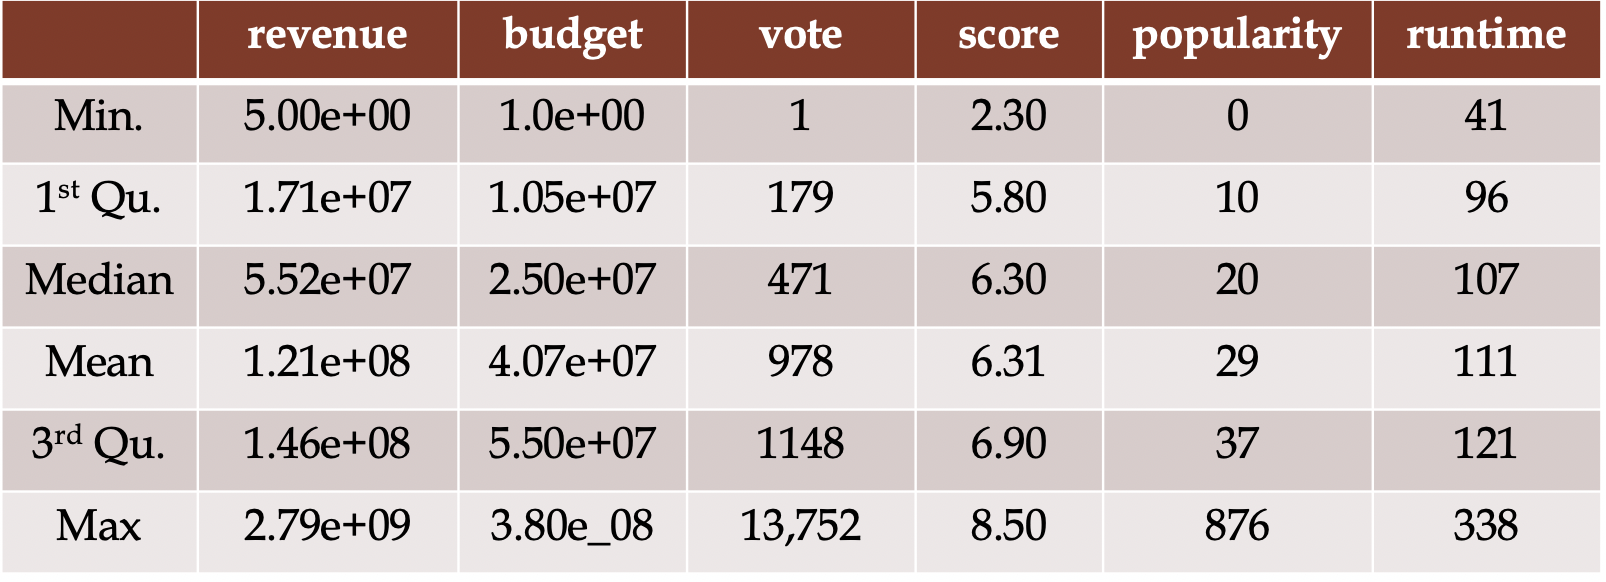 revenue budget vote score popularity runtime
Min. 5.00e+00 1.0e+00 1 2.30 0 41
1st Qu. 1.71e+07 1.05e+07 179 5.80 10 96
Median 5.52e+07 2.50e+07 471 6.30 20 107
Mean 1.21e+08 4.07e+07 978 6.31 29 111
3rd Qu. 1.46e+08 5.50e+07 1148 6.90 37 121
Max 2.79e+09 3.80e_08 13,752 8.50 876 338